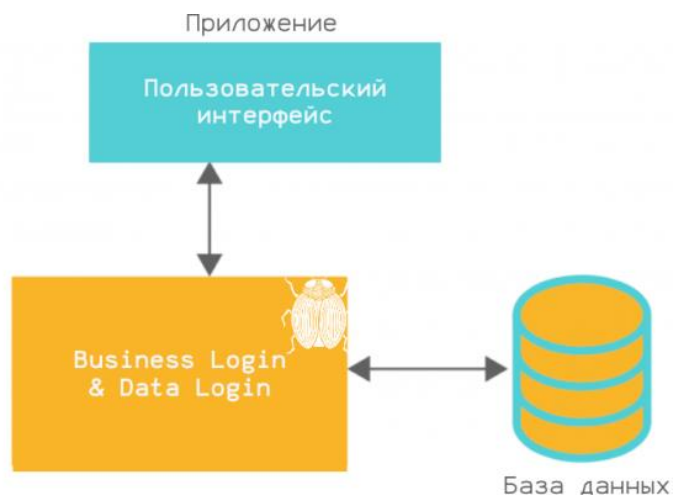 Приложение
Пользовательский
интерфейс
Business Login
& Data Login
База данных